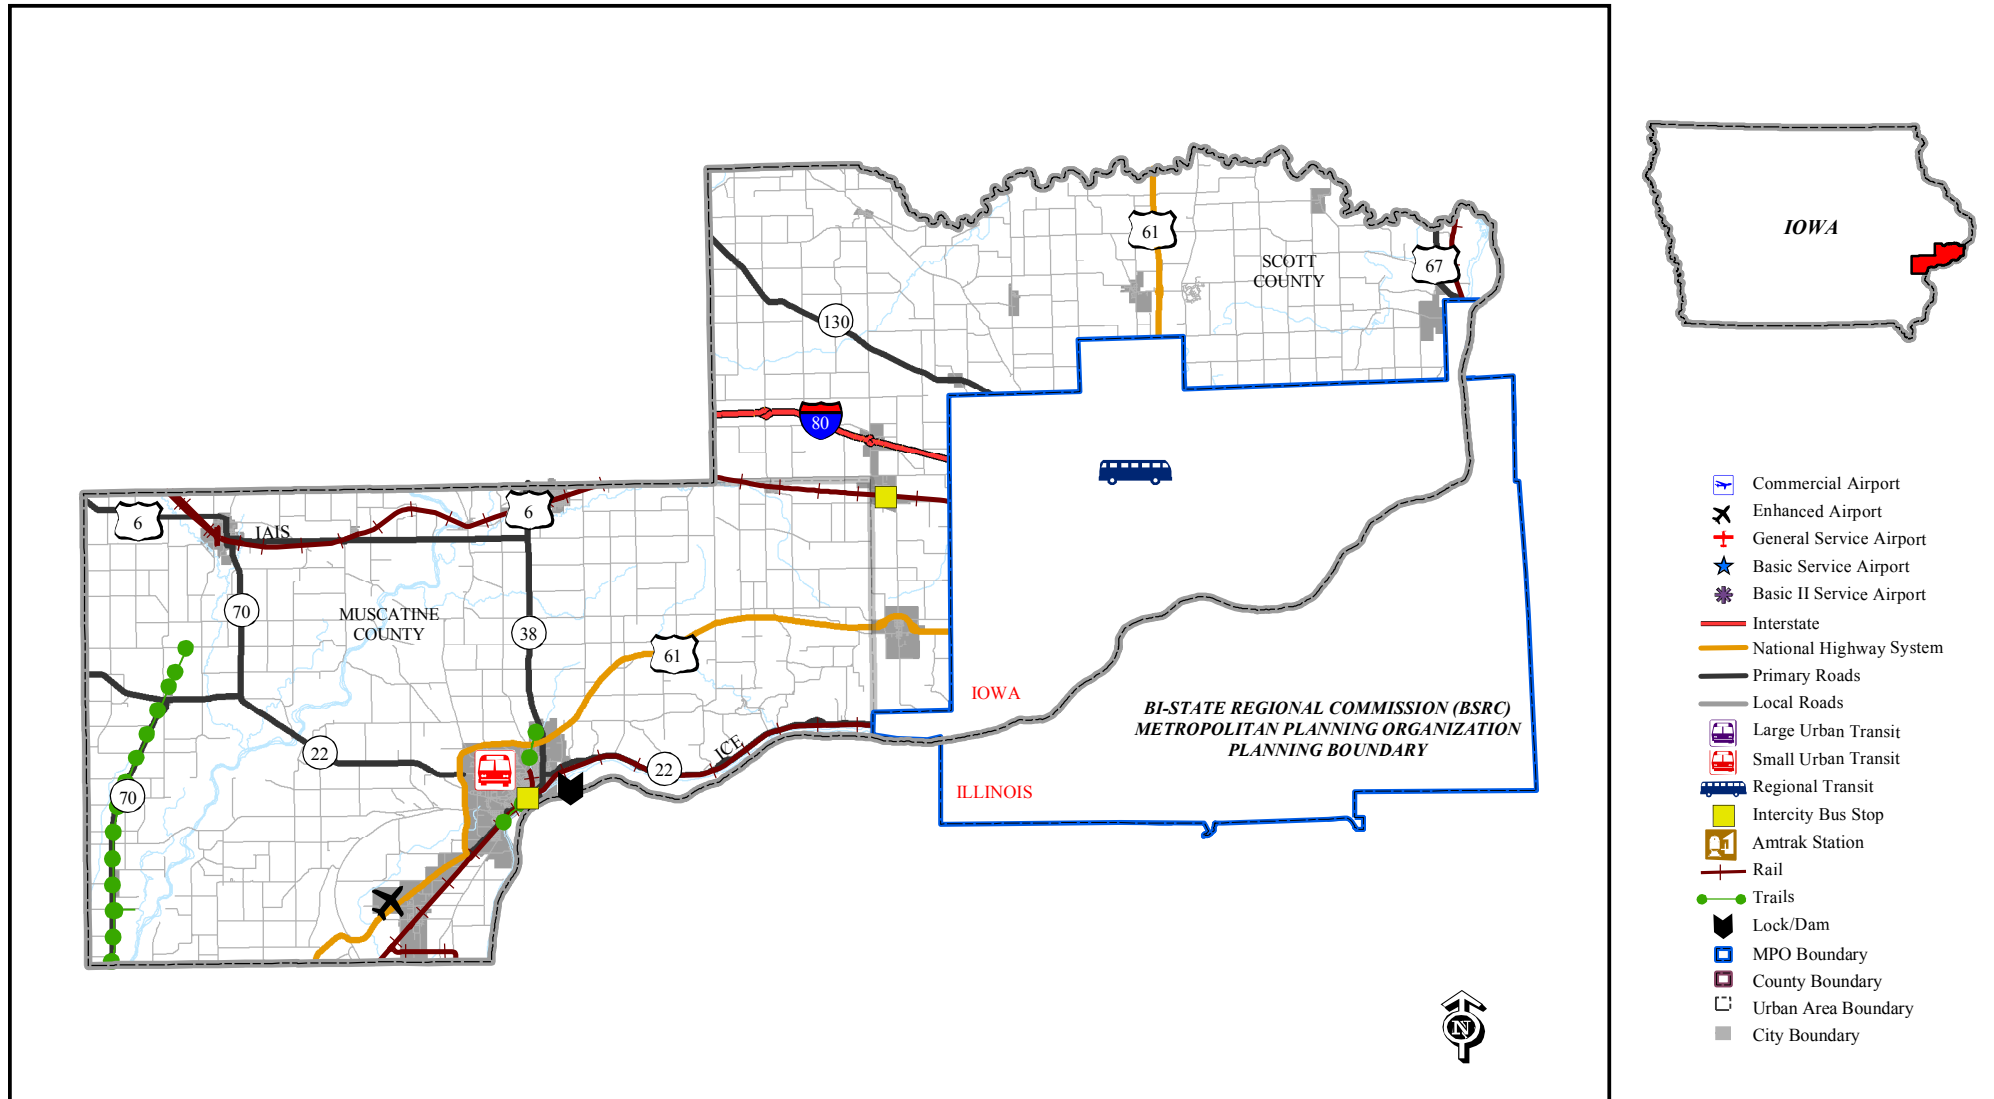 61
SCOTT
COUNTY
67
130
80
6
6
IAIS
70
MUSCATINE
COUNTY
38
61
IOWA
BI-STATE REGIONAL COMMISSION (BSRC)
METROPOLITAN PLANNING ORGANIZATION
PLANNING BOUNDARY
22
ICE
22
70
ILLINOIS
N
IOWA
Commercial Airport
Enhanced Airport
General Service Airport
Basic Service Airport
Basic II Service Airport
Interstate
National Highway System
Primary Roads
Local Roads
Large Urban Transit
Small Urban Transit
Regional Transit
Intercity Bus Stop
Amtrak Station
Rail
Trails
Lock/Dam
MPO Boundary
County Boundary
Urban Area Boundary
City Boundary